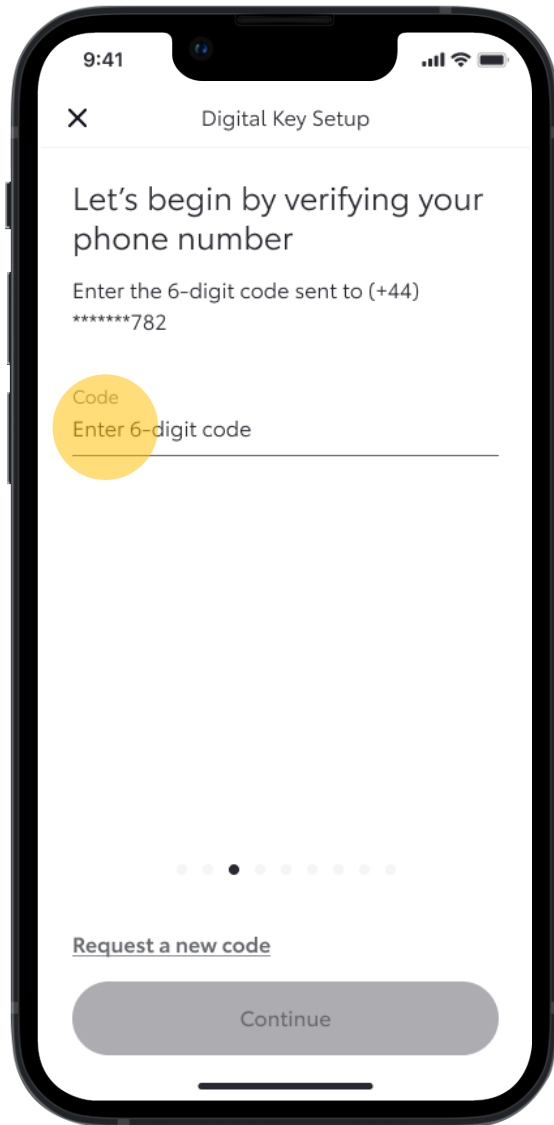 9:41
Digital Key Setup
Let's begin by verifying your
phone number
Enter the 6-digit code sent to (+44)
*******782
Code
Enter 6-digit code
Request a new code
Continue